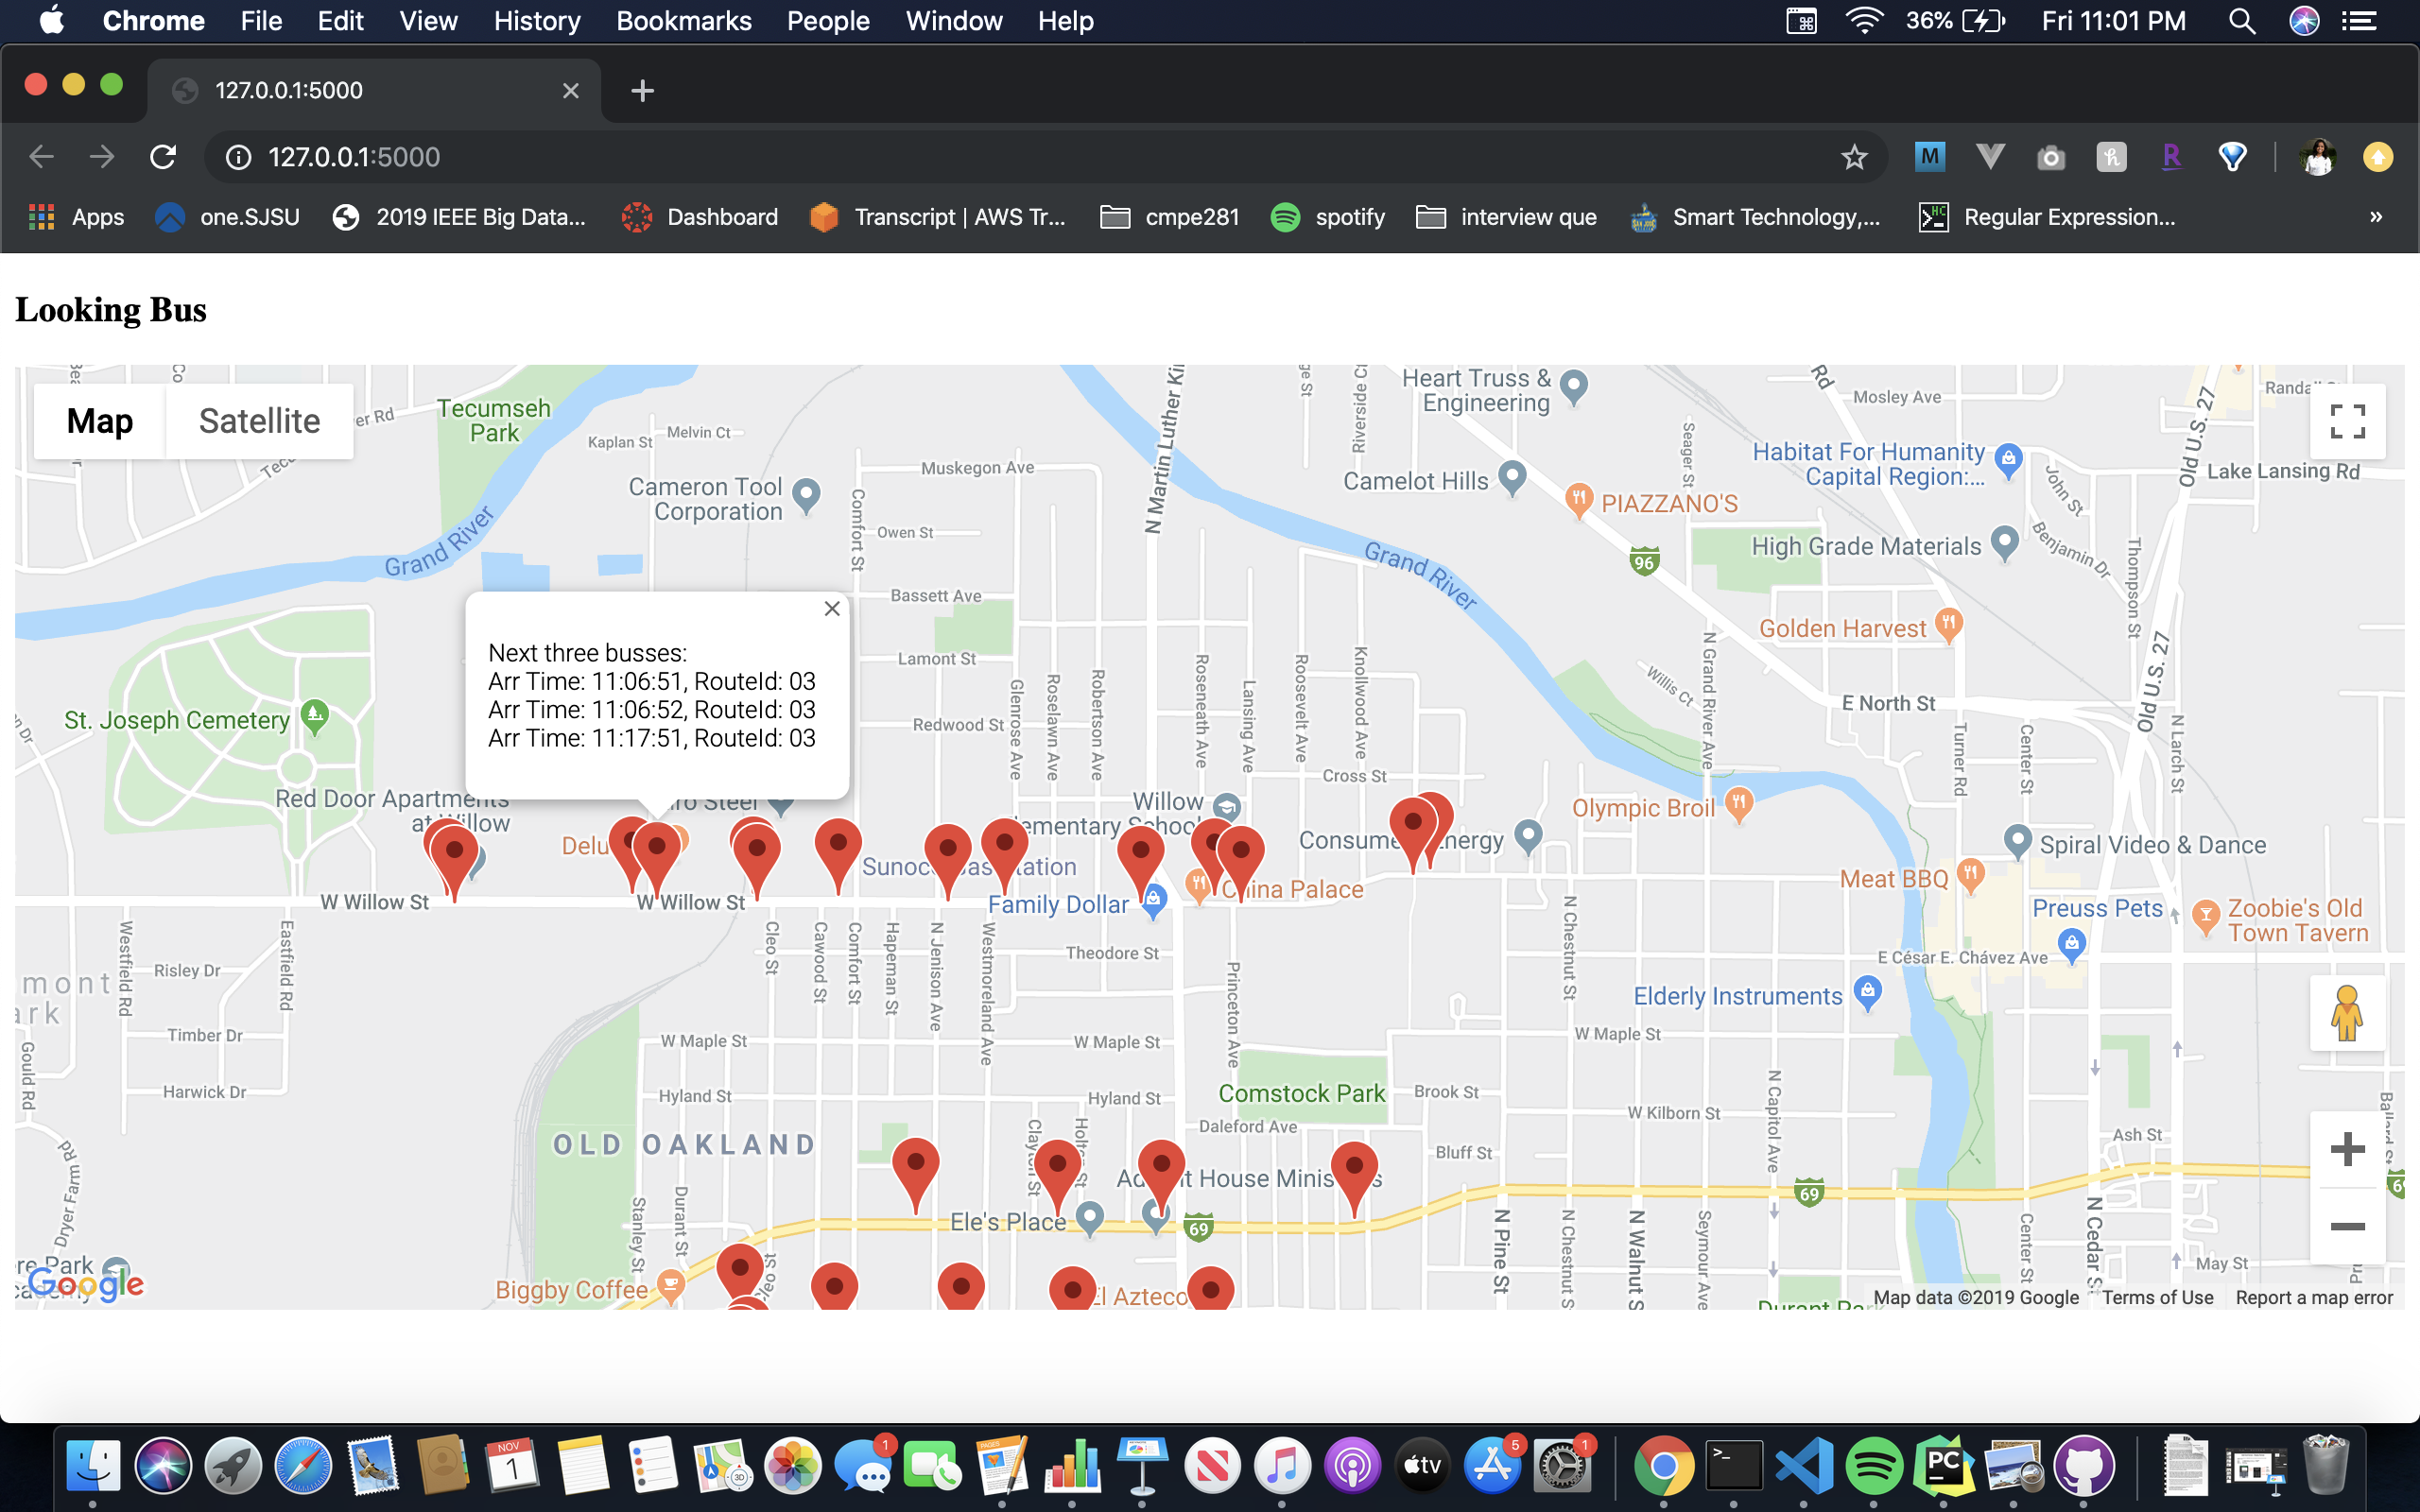 Chrome File Edit View History Bookmarks People Window Help
36% Fri 11:01 PM
127.0.0.1:5000
127.0.0.1:5000
Apps one.SJSU 2019 IEEE Big Data... Dashboard Transcript | AWS Tr... cmpe281 spotify interview que Smart Technology,... Regular Expression... »
Looking Bus
Map Satellite
Tecumseh
Park
Kaplan St
Melvin Ct
Cameron Tool
Corporation
Comfort St
Muskegon Ave
Owen St
Bassett Ave
Lamont St
Redwood St
Grand River
N Martin Luther Ki
Riverside C
Heart Truss &
Engineering
Camelot Hills
PIAZZANO'S
Seager St
Rd
Mosley Ave
Habitat For Humanity
Capital Region:...
High Grade Materials
John St
Benjamin Dr
Thompson St
Old U.S. 27
Lake Lansing Rd
96
Grand River
Golden Harvest
Willis Ct
N Grand River Ave
E North St
Old U.S. 27
Turner Rd
Center St
N Larch St
Next three busses:
Arr Time: 11:06:51, RouteId: 03
Arr Time: 11:06:52, RouteId: 03
Arr Time: 11:17:51, RouteId: 03
St. Joseph Cemetery
Red Door Apartments
at Willow
Glenrose Ave
Roselawn Ave
Robertson Ave
Roseneath Ave
Lansing Ave
Roosevelt Ave
Knollwood Ave
Cross St
Willow
Olympic Broil
Spiral Video & Dance
Meat BBQ
China Palace
Family Dollar
W Willow St
W Willow St
Preuss Pets
Zoobie's Old
Town Tavern
E César E. Chávez Ave
Elderly Instruments
Westfield Rd
Eastfield Rd
Risley Dr
Timber Dr
Harwick Dr
Gould Rd
Dryer Farm Rd
Cleo St
Cawood St
Comfort St
Hapeman St
N Jenison Ave
Westmoreland Ave
Theodore St
Princeton Ave
N Chestnut St
W Maple St
W Maple St
W Maple St
Hyland St
Hyland St
Comstock Park
Brook St
W Kilborn St
N Capitol Ave
Daleford Ave
Bluff St
Ash St
OLD OAKLAND
Ele's Place
69
69
Stanley St
Durant St
Biggby Coffee
El Azteco
N Pine St
N Chestnut S
N Walnut S
Seymour Ave
Center St
N Cedar S
May St
Google
Map data ©2019 Google Terms of Use Report a map error
NOV
1
PAGES
3D
1
tv
5
1
PC